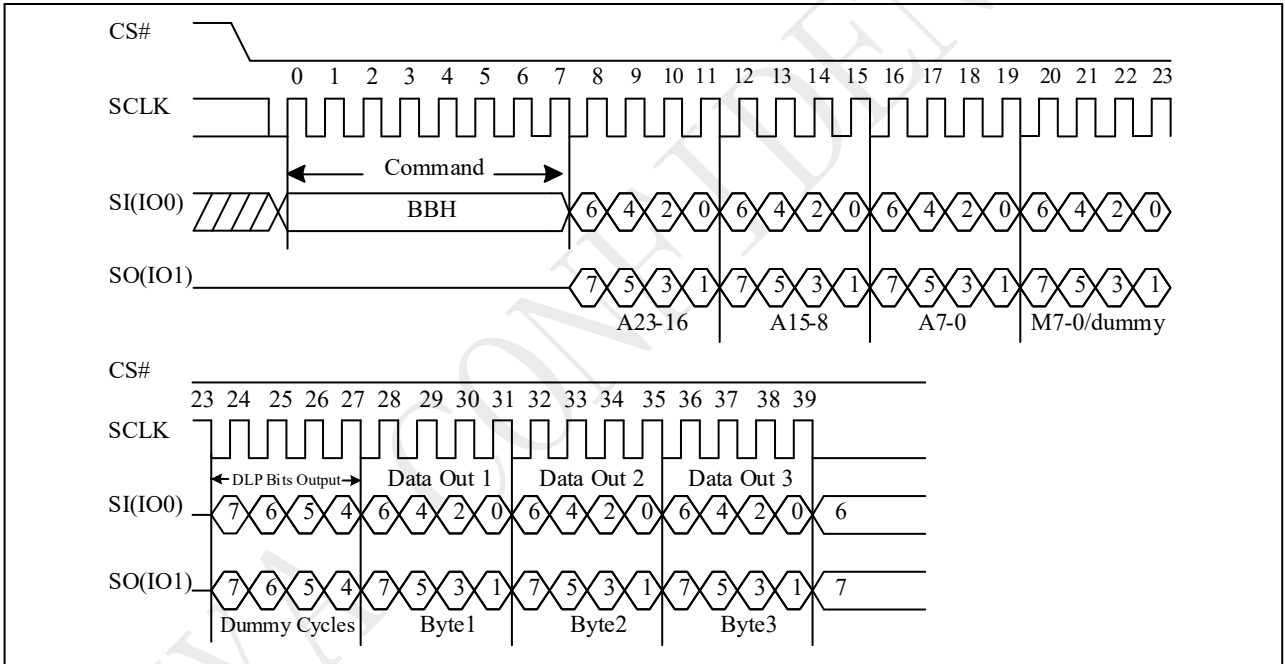 CS#
0 1 2 3 4 5 6 7 8 9 10 11 12 13 14 15 16 17 18 19 20 21 22 23
SCLK
Command
SI(IO0) BBH 6 4 2 0 6 4 2 0 6 4 2 0 6 4 2 0
SO(IO1) 7 5 3 1 7 5 3 1 7 5 3 1 7 5 3 1
A23-16 A15-8 A7-0 M7-0/dummy
CS#
23 24 25 26 27 28 29 30 31 32 33 34 35 36 37 38 39
SCLK
DLP Bits Output Data Out 1 Data Out 2 Data Out 3
SI(IO0) 7 6 5 4 6 4 2 0 6 4 2 0 6 4 2 0 6
SO(IO1) 7 6 5 4 7 5 3 1 7 5 3 1 7 5 3 1 7
Dummy Cycles Byte1 Byte2 Byte3